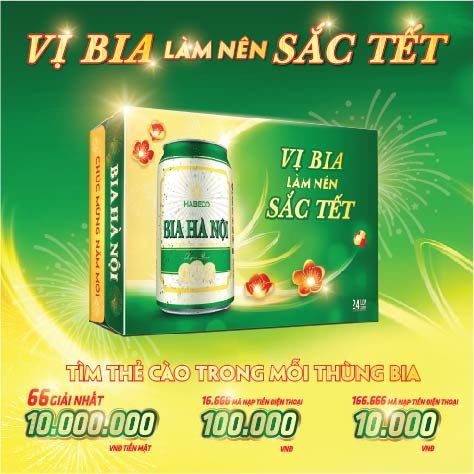 VỊ BIA LÀM NÊN SẮC TẾT
CHÚC MỪNG NĂM MỚI
BIA HÀ NỘI
HABECO
BIA HÀ NỘI
VỊ BIA
LÀM NÊN
SẮC TẾT
24 LON
TÌM THẺ CÀO TRONG MỖI THÙNG BIA
66 GIẢI NHẤT
10.000.000
VNĐ TIỀN MẶT
16.666 MÃ NẠP TIỀN ĐIỆN THOẠI
100.000
VNĐ
166.666 MÃ NẠP TIỀN ĐIỆN THOẠI
10.000
VNĐ